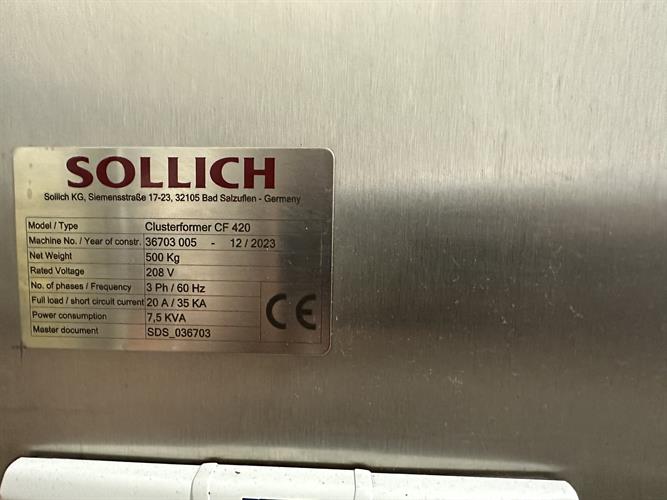 SOLLICH
Sollich KG, Siemensstraße 17-23, 32105 Bad Salzuflen - Germeny
Model / Type Clusterformer CF 420
Machine No. / Year of constr. 36703 005 - 12 / 2023
Net Weight 500 Kg
Rated Voltage 208 V
No. of phases / Frequency 3 Ph / 60 Hz
Full load / short circuit current 20 A / 35 KA
Power consumption 7,5 KVA
Master document SDS_036703
CE